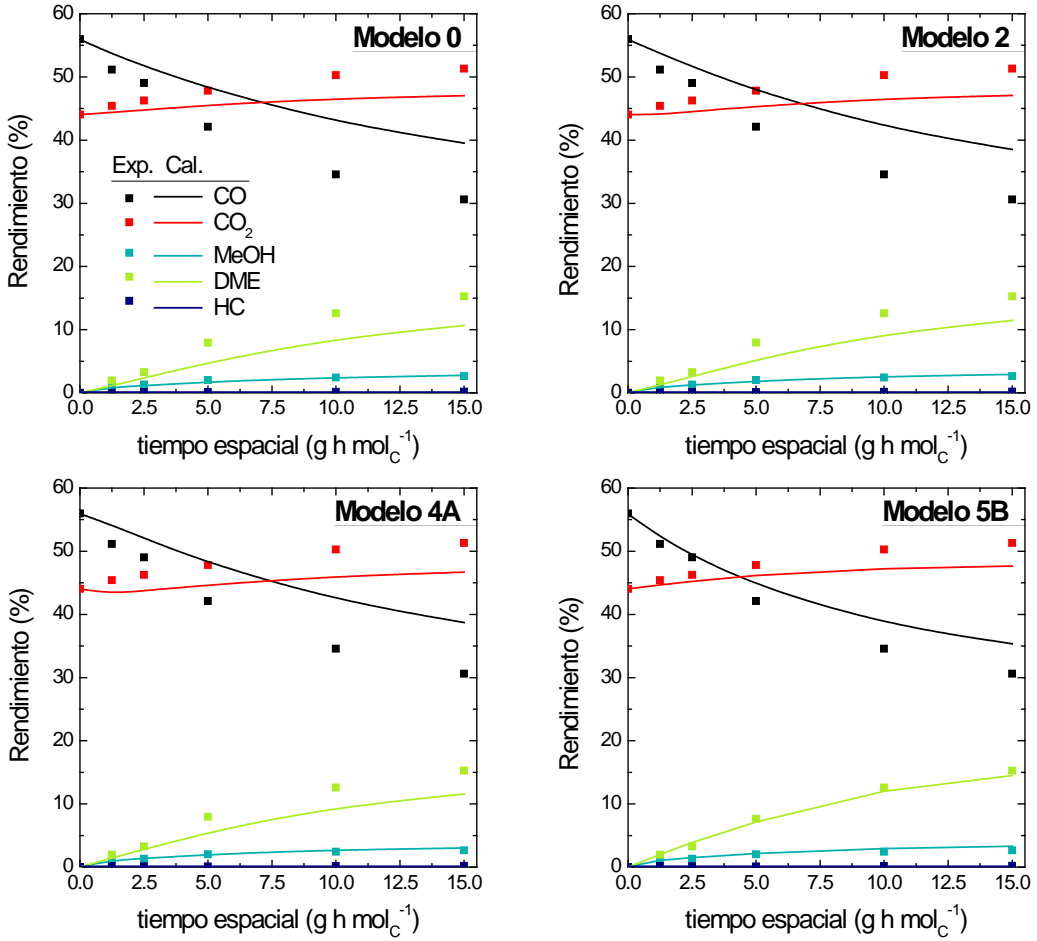 Modelo 0
60
50
40
30
20
10
0
Rendimiento (%)
Exp. Cal.
CO
CO₂
MeOH
DME
HC
0.0 2.5 5.0 7.5 10.0 12.5 15.0
tiempo espacial (g h mol_C⁻¹)
Modelo 2
60
50
40
30
20
10
0
Rendimiento (%)
0.0 2.5 5.0 7.5 10.0 12.5 15.0
tiempo espacial (g h mol_C⁻¹)
Modelo 4A
60
50
40
30
20
10
0
Rendimiento (%)
0.0 2.5 5.0 7.5 10.0 12.5 15.0
tiempo espacial (g h mol_C⁻¹)
Modelo 5B
60
50
40
30
20
10
0
Rendimiento (%)
0.0 2.5 5.0 7.5 10.0 12.5 15.0
tiempo espacial (g h mol_C⁻¹)